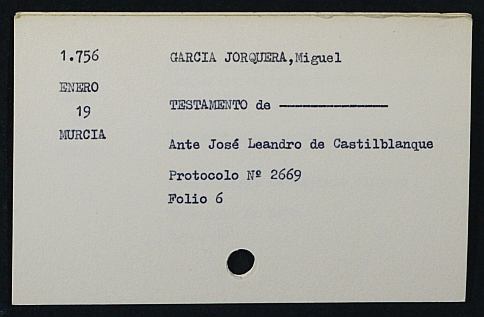 1.756
ENERO
19
MURCIA
GARCIA JORQUERA,Miguel
TESTAMENTO de ----------------
Ante José Leandro de Castilblanque
Protocolo Nº 2669
Folio 6